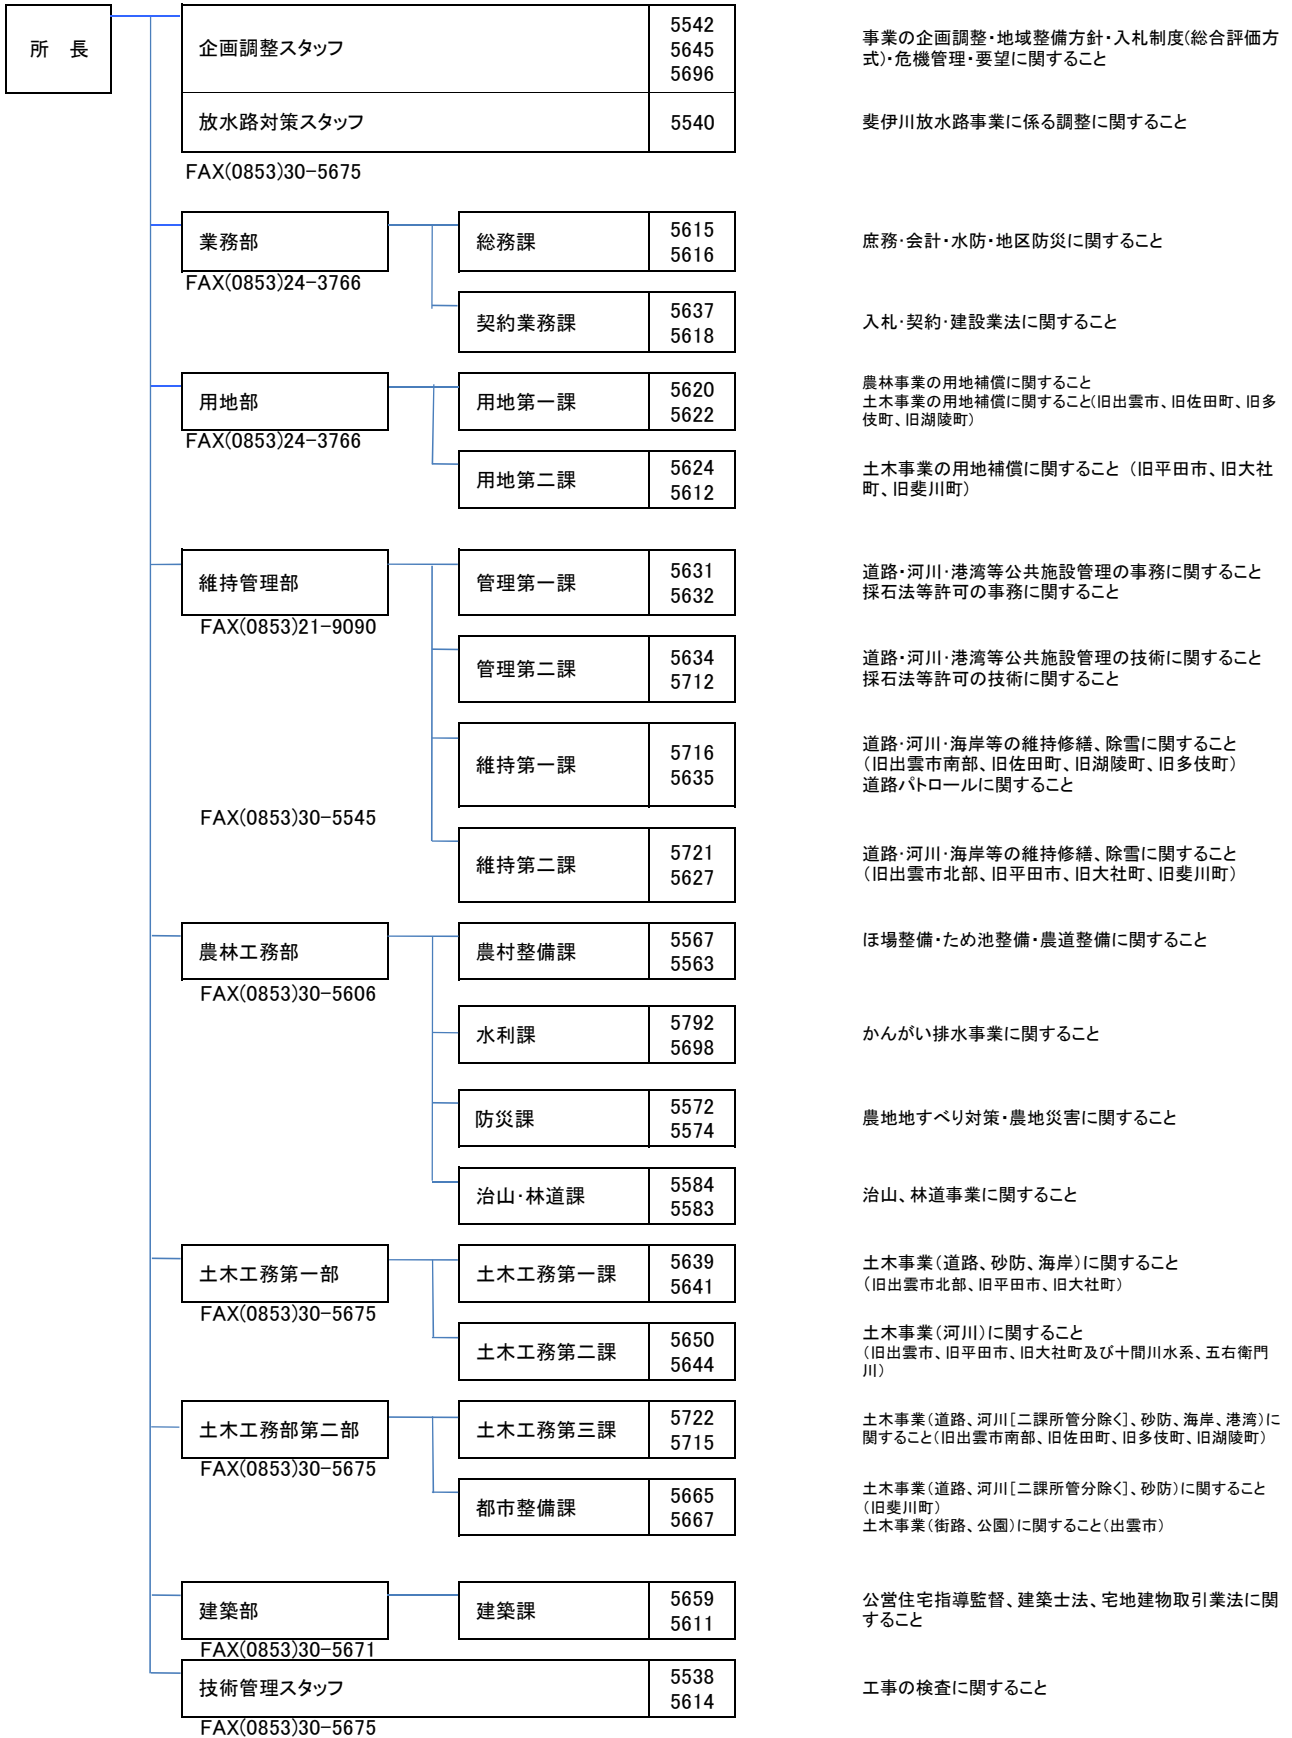 所　長
企画調整スタッフ
5542
5645
5696
事業の企画調整・地域整備方針・入札制度(総合評価方
式)・危機管理・要望に関すること
放水路対策スタッフ
5540
斐伊川放水路事業に係る調整に関すること
FAX(0853)30-5675
業務部
FAX(0853)24-3766
総務課
5615
5616
庶務・会計・水防・地区防災に関すること
契約業務課
5637
5618
入札・契約・建設業法に関すること
用地部
FAX(0853)24-3766
用地第一課
5620
5622
農林事業の用地補償に関すること
土木事業の用地補償に関すること(旧出雲市、旧佐田町、旧多
伎町、旧湖陵町)
用地第二課
5624
5612
土木事業の用地補償に関すること （旧平田市、旧大社
町、旧斐川町）
維持管理部
FAX(0853)21-9090
管理第一課
5631
5632
道路・河川・港湾等公共施設管理の事務に関すること
採石法等許可の事務に関すること
管理第二課
5634
5712
道路・河川・港湾等公共施設管理の技術に関すること
採石法等許可の技術に関すること
維持第一課
5716
5635
道路・河川・海岸等の維持修繕、除雪に関すること
（旧出雲市南部、旧佐田町、旧湖陵町、旧多伎町）
道路パトロールに関すること
FAX(0853)30-5545
維持第二課
5721
5627
道路・河川・海岸等の維持修繕、除雪に関すること
（旧出雲市北部、旧平田市、旧大社町、旧斐川町）
農林工務部
FAX(0853)30-5606
農村整備課
5567
5563
ほ場整備・ため池整備・農道整備に関すること
水利課
5792
5698
かんがい排水事業に関すること
防災課
5572
5574
農地地すべり対策・農地災害に関すること
治山・林道課
5584
5583
治山、林道事業に関すること
土木工務第一部
FAX(0853)30-5675
土木工務第一課
5639
5641
土木事業（道路、砂防、海岸）に関すること
（旧出雲市北部、旧平田市、旧大社町）
土木工務第二課
5650
5644
土木事業（河川）に関すること
（旧出雲市、旧平田市、旧大社町及び十間川水系、五右衛門
川）
土木工務部第二部
FAX(0853)30-5675
土木工務第三課
5722
5715
土木事業（道路、河川[二課所管分除く]、砂防、海岸、港湾）に
関すること（旧出雲市南部、旧佐田町、旧多伎町、旧湖陵町）
都市整備課
5665
5667
土木事業（道路、河川[二課所管分除く]、砂防）に関すること
（旧斐川町）
土木事業（街路、公園）に関すること（出雲市）
建築部
FAX(0853)30-5671
建築課
5659
5611
公営住宅指導監督、建築士法、宅地建物取引業法に関
すること
技術管理スタッフ
5538
5614
工事の検査に関すること
FAX(0853)30-5675